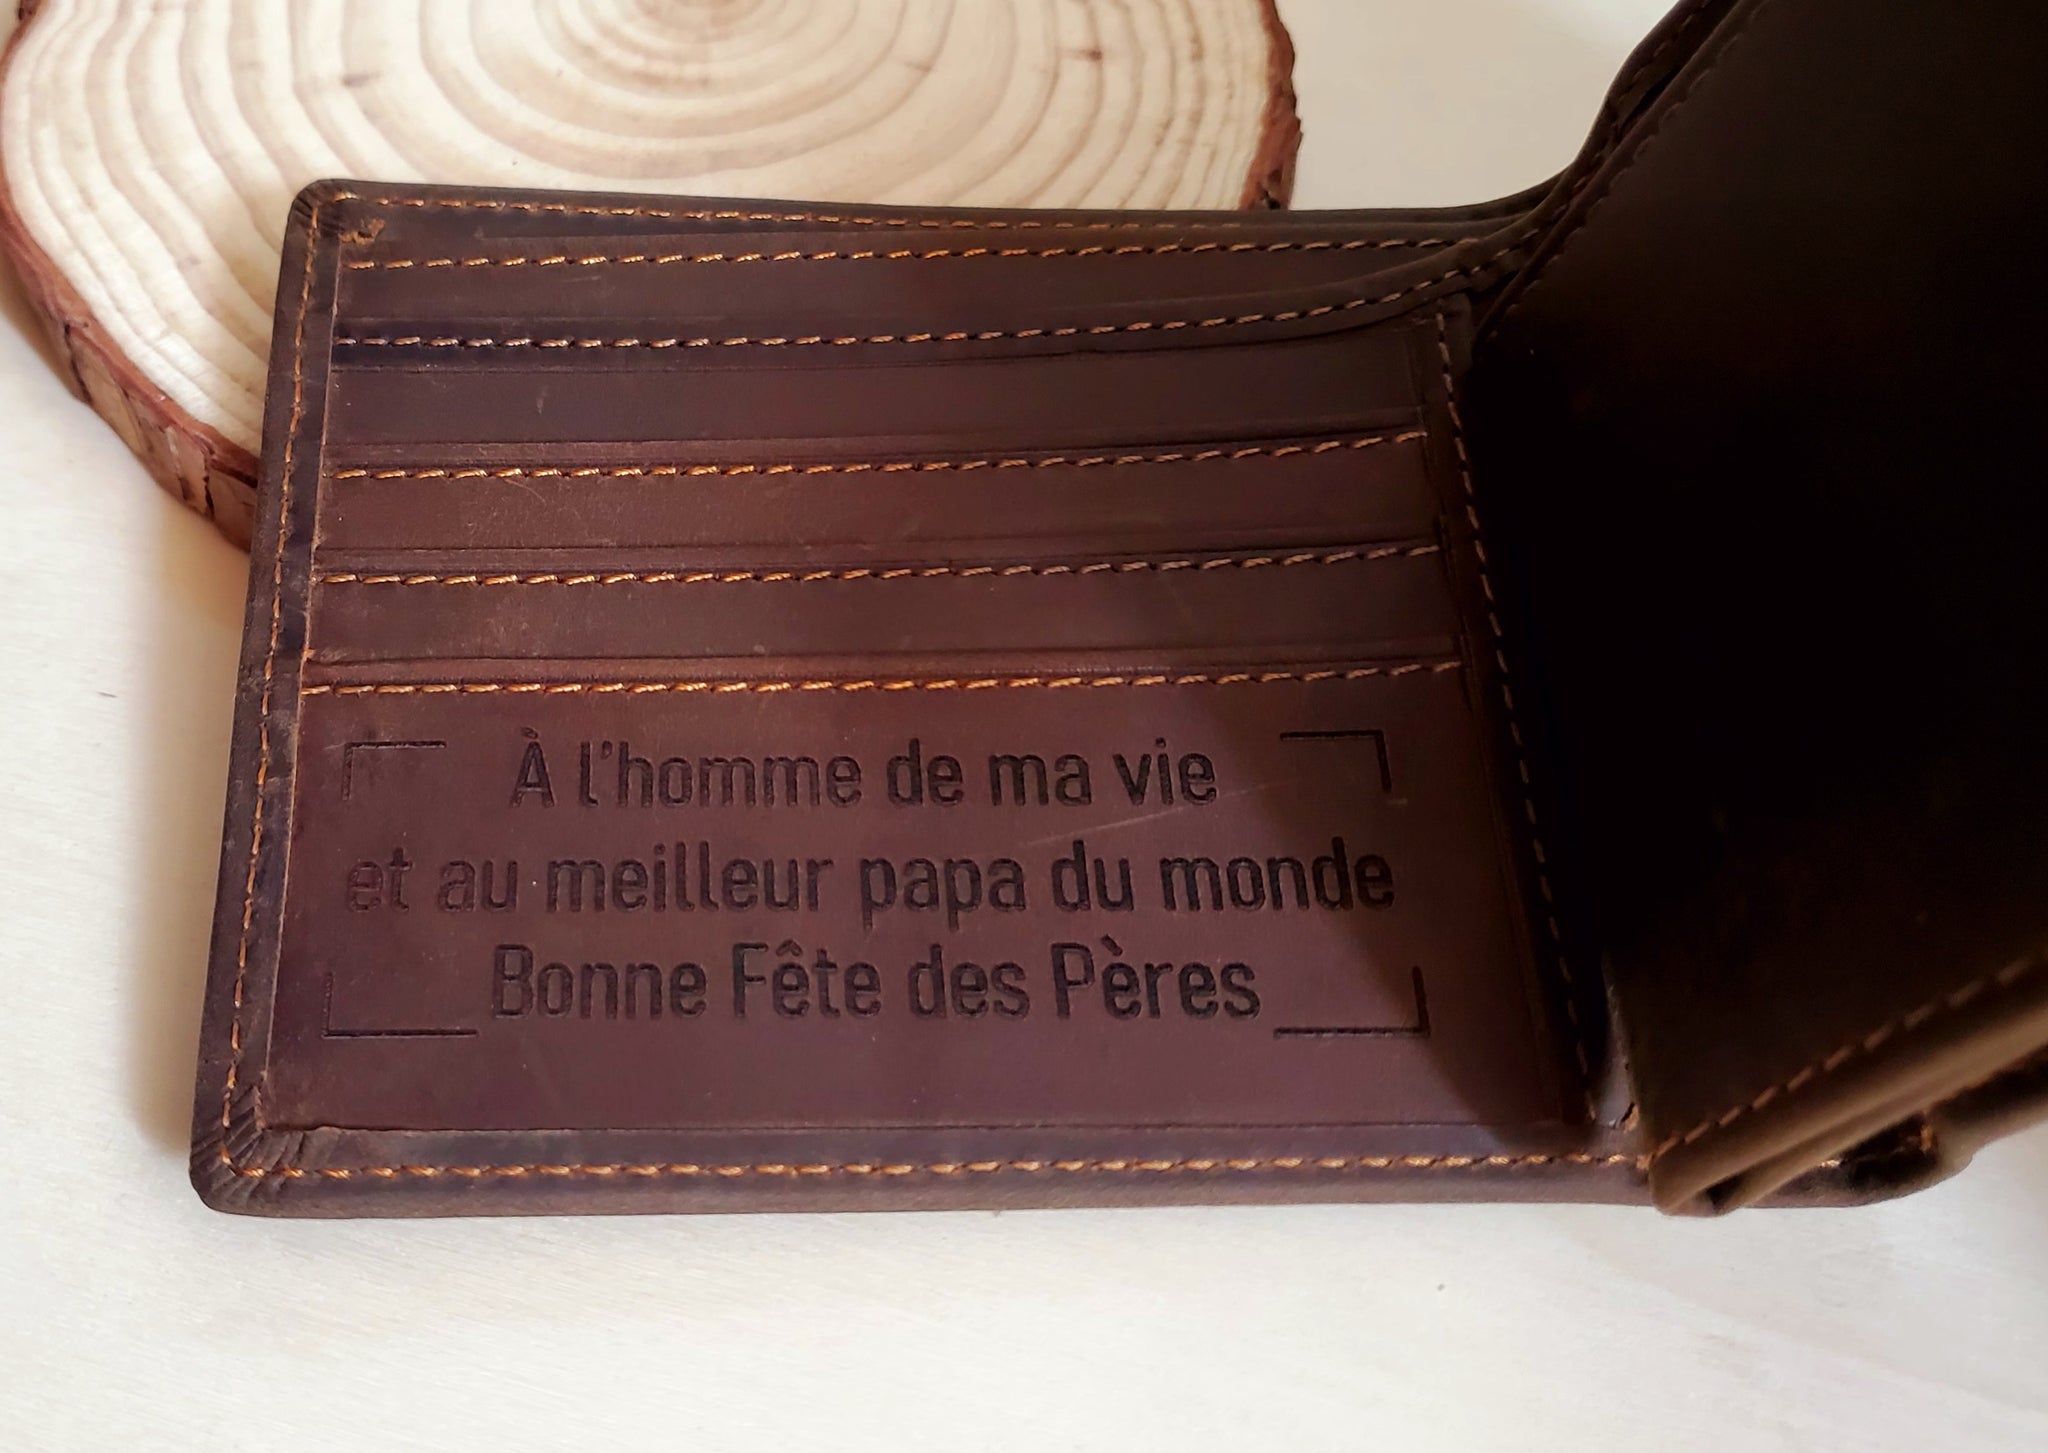 À l'homme de ma vie
et au meilleur papa du monde
Bonne Fête des Pères